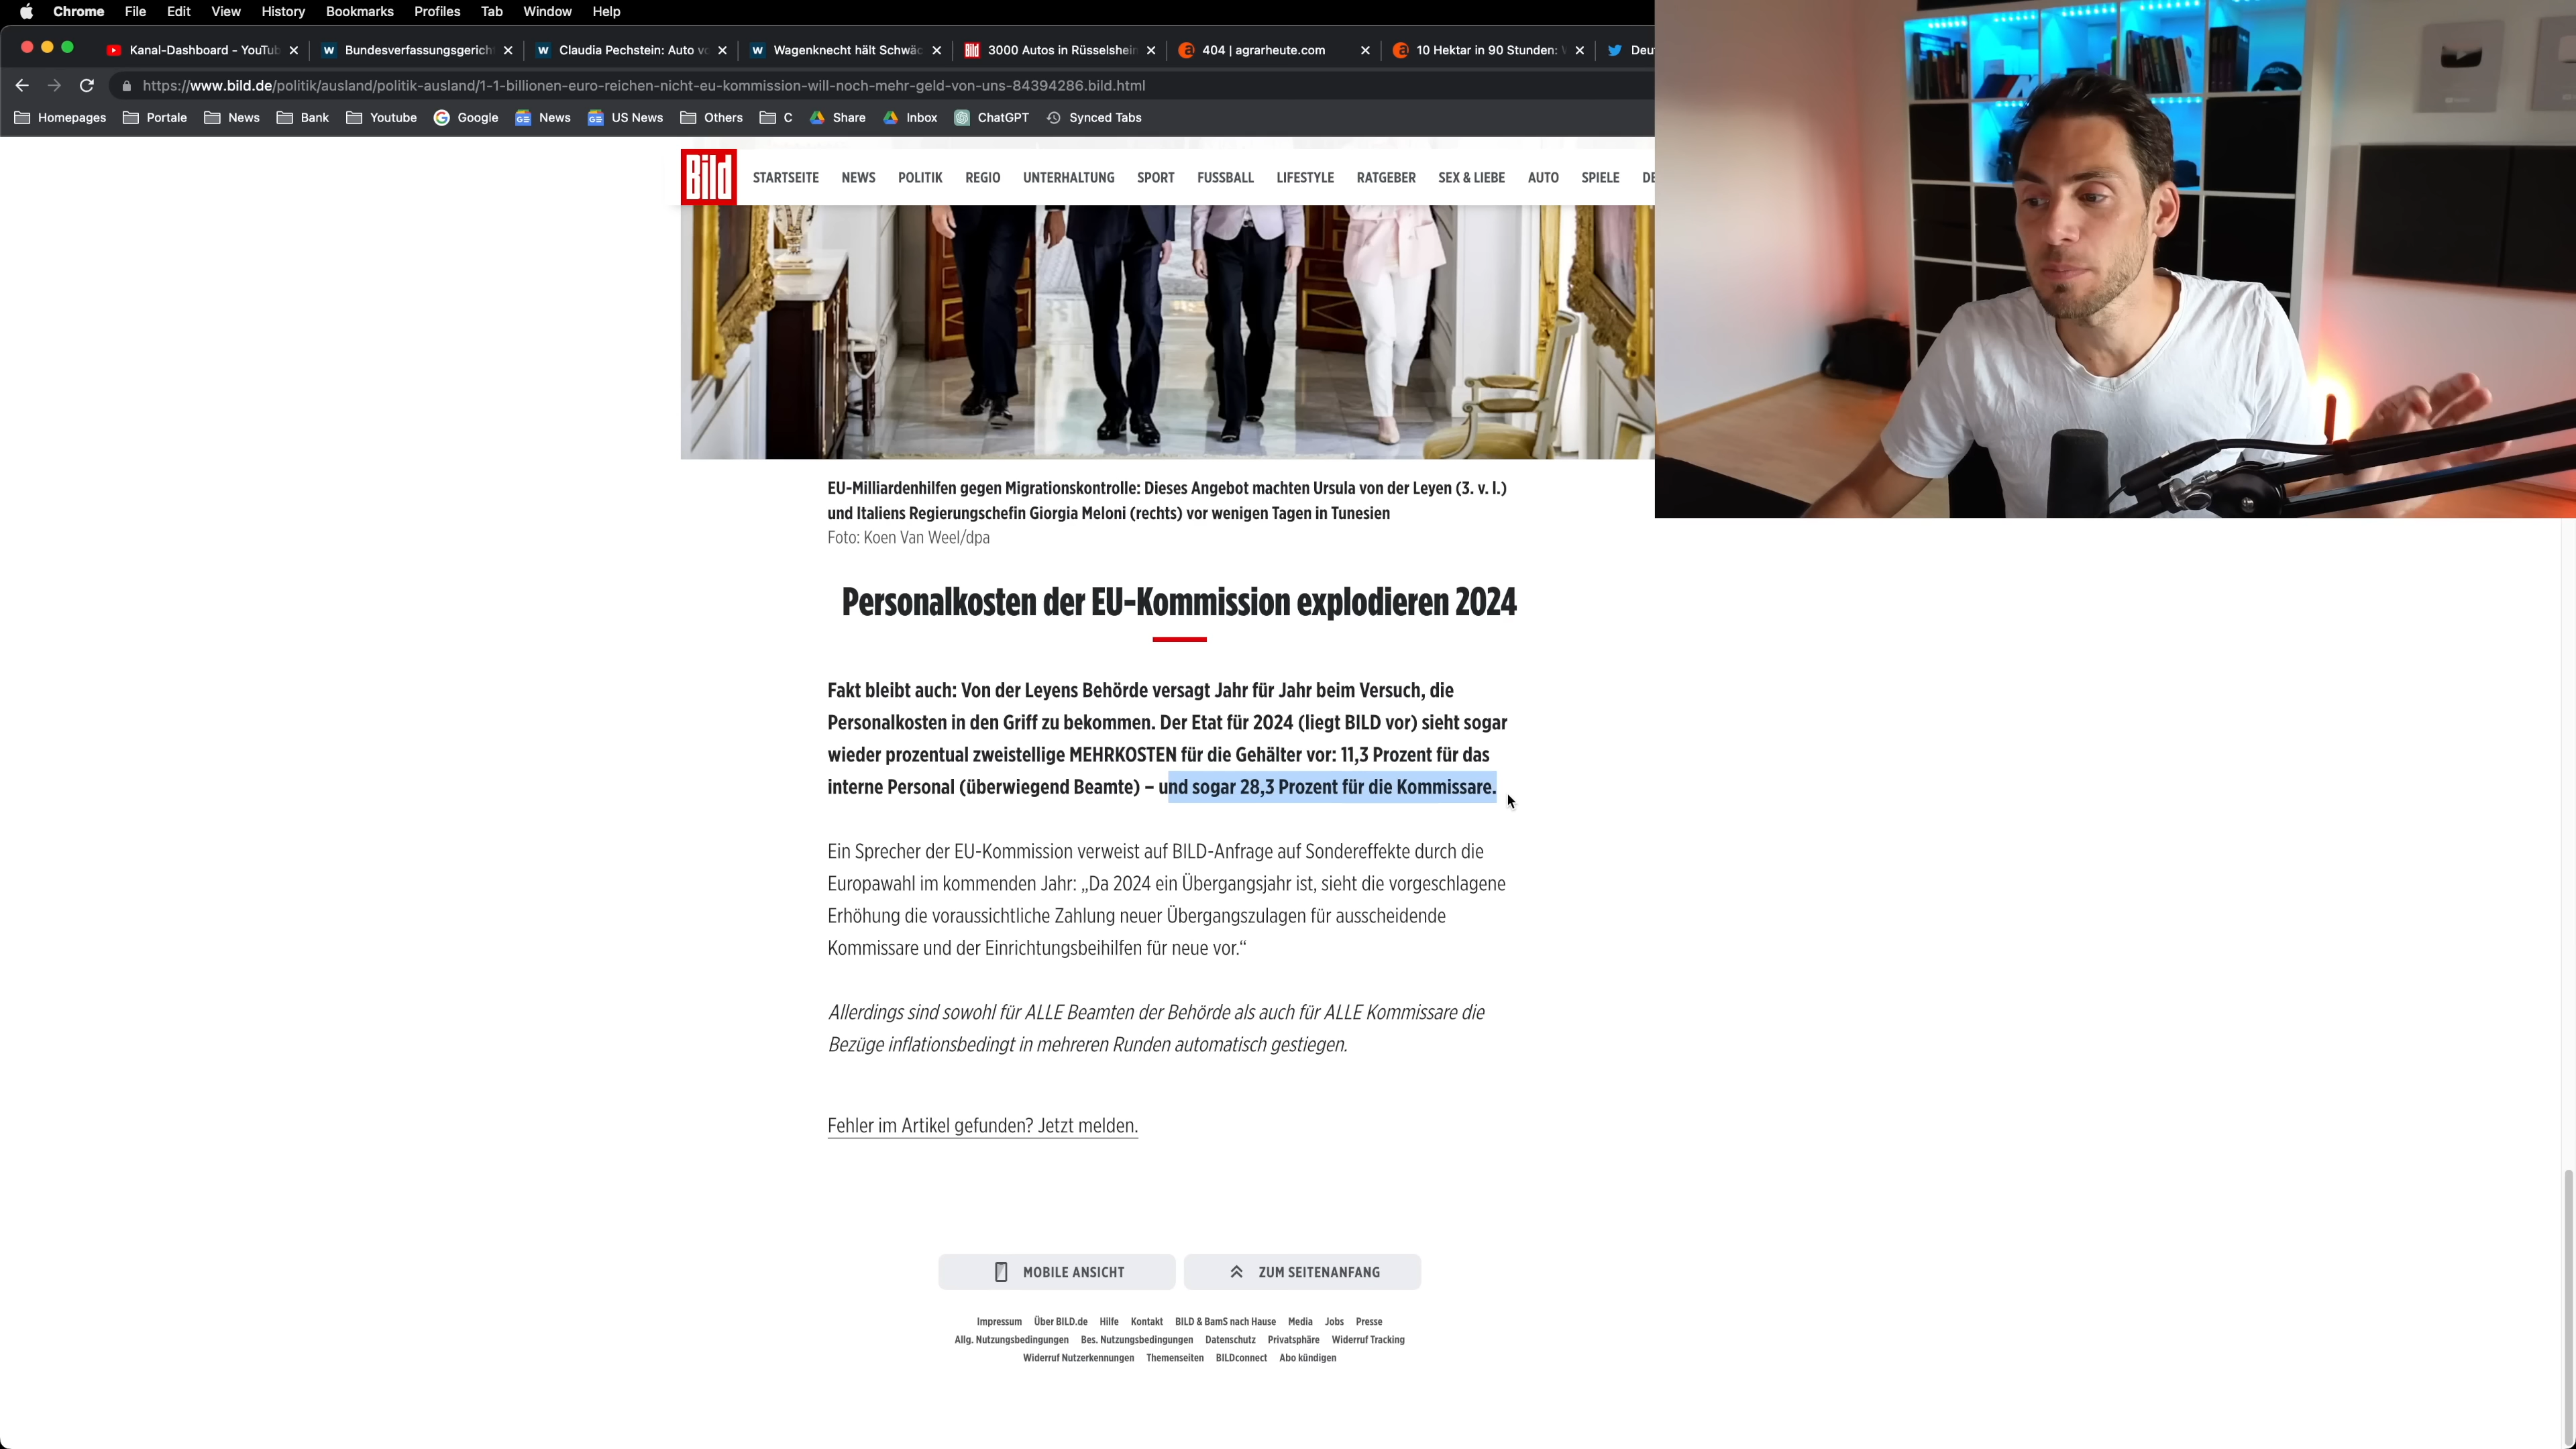 Chrome File Edit View History Bookmarks Profiles Tab Window Help
Kanal-Dashboard - YouTub
Bundesverfassungsgericht
Claudia Pechstein: Auto vo
Wagenknecht hält Schwäc
3000 Autos in Rüsselsheim
404 | agrarheute.com
10 Hektar in 90 Stunden:
Deu
https://www.bild.de/politik/ausland/politik-ausland/1-1-billionen-euro-reichen-nicht-eu-kommission-will-noch-mehr-geld-von-uns-84394286.bild.html
Homepages Portale News Bank Youtube Google News US News Others C Share Inbox ChatGPT Synced Tabs
Bild STARTSEITE NEWS POLITIK REGIO UNTERHALTUNG SPORT FUSSBALL LIFESTYLE RATGEBER SEX & LIEBE AUTO SPIELE DE
EU-Milliardenhilfen gegen Migrationskontrolle: Dieses Angebot machten Ursula von der Leyen (3. v. l.)
und Italiens Regierungschefin Giorgia Meloni (rechts) vor wenigen Tagen in Tunesien
Foto: Koen Van Weel/dpa
Personalkosten der EU-Kommission explodieren 2024
Fakt bleibt auch: Von der Leyens Behörde versagt Jahr für Jahr beim Versuch, die
Personalkosten in den Griff zu bekommen. Der Etat für 2024 (liegt BILD vor) sieht sogar
wieder prozentual zweistellige MEHRKOSTEN für die Gehälter vor: 11,3 Prozent für das
interne Personal (überwiegend Beamte) – und sogar 28,3 Prozent für die Kommissare.
Ein Sprecher der EU-Kommission verweist auf BILD-Anfrage auf Sondereffekte durch die
Europawahl im kommenden Jahr: „Da 2024 ein Übergangsjahr ist, sieht die vorgeschlagene
Erhöhung die voraussichtliche Zahlung neuer Übergangszulagen für ausscheidende
Kommissare und der Einrichtungsbeihilfen für neue vor.“
Allerdings sind sowohl für ALLE Beamten der Behörde als auch für ALLE Kommissare die
Bezüge inflationsbedingt in mehreren Runden automatisch gestiegen.
Fehler im Artikel gefunden? Jetzt melden.
MOBILE ANSICHT ZUM SEITENANFANG
Impressum Über BILD.de Hilfe Kontakt BILD & BamS nach Hause Media Jobs Presse
Allg. Nutzungsbedingungen Bes. Nutzungsbedingungen Datenschutz Privatsphäre Widerruf Tracking
Widerruf Nutzerkennungen Themenseiten BILDconnect Abo kündigen